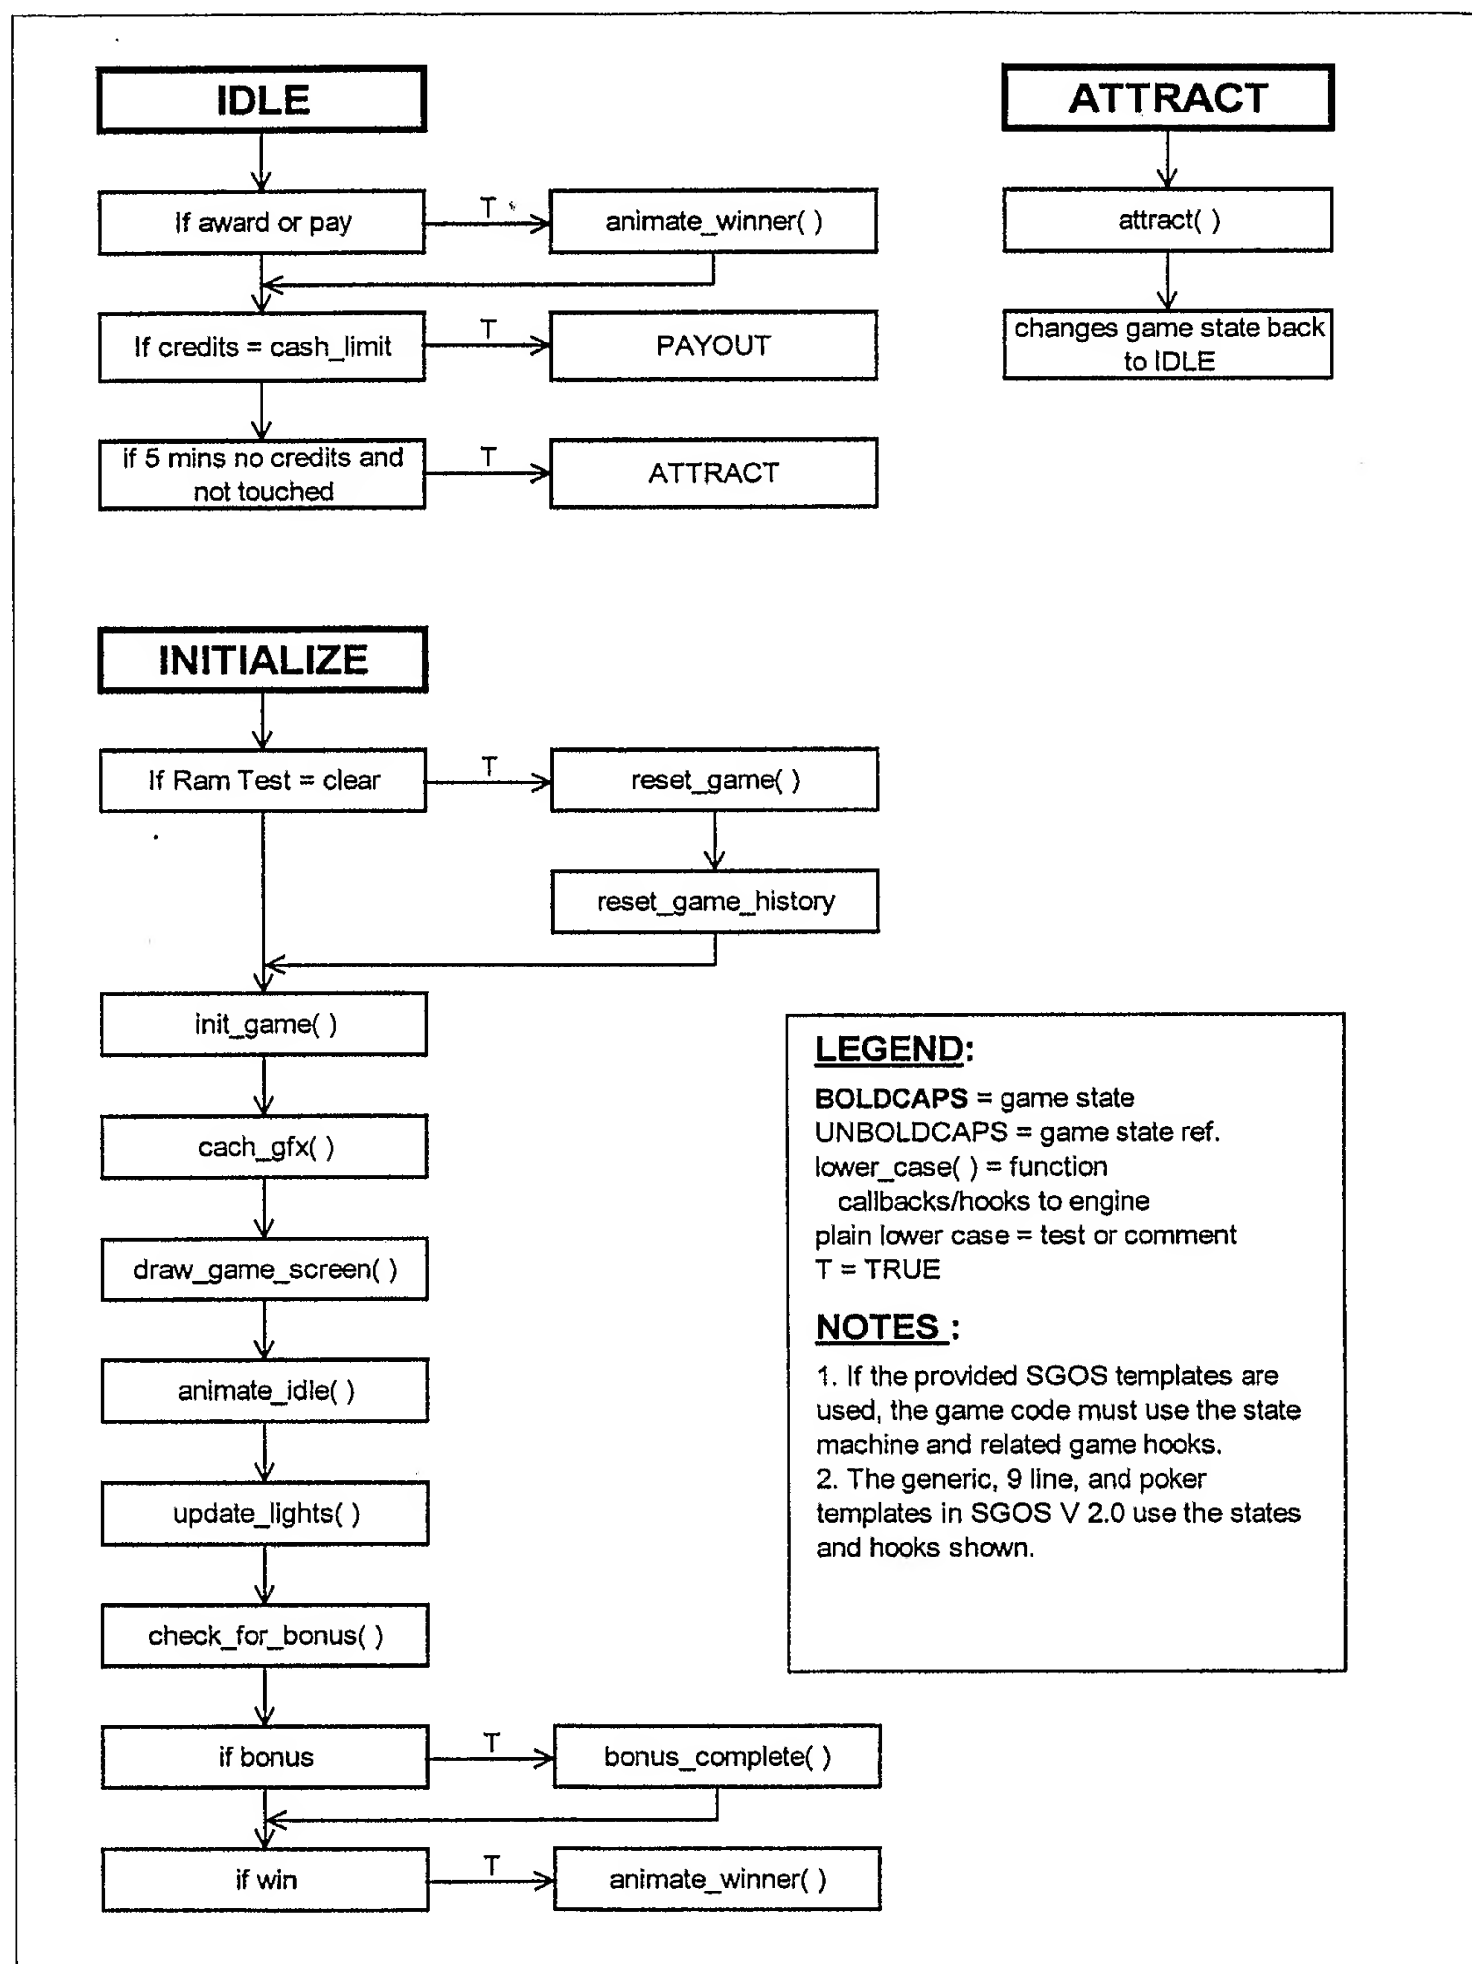 IDLE
If award or pay
T
animate_winner( )
If credits = cash_limit
T
PAYOUT
if 5 mins no credits and
not touched
T
ATTRACT
ATTRACT
attract( )
changes game state back
to IDLE
INITIALIZE
If Ram Test = clear
T
reset_game( )
reset_game_history
init_game( )
cach_gfx( )
draw_game_screen( )
animate_idle( )
update_lights( )
check_for_bonus( )
if bonus
T
bonus_complete( )
if win
T
animate_winner( )
LEGEND:
BOLDCAPS = game state
UNBOLDCAPS = game state ref.
lower_case( ) = function
callbacks/hooks to engine
plain lower case = test or comment
T = TRUE
NOTES :
1. If the provided SGOS templates are
used, the game code must use the state
machine and related game hooks.
2. The generic, 9 line, and poker
templates in SGOS V 2.0 use the states
and hooks shown.